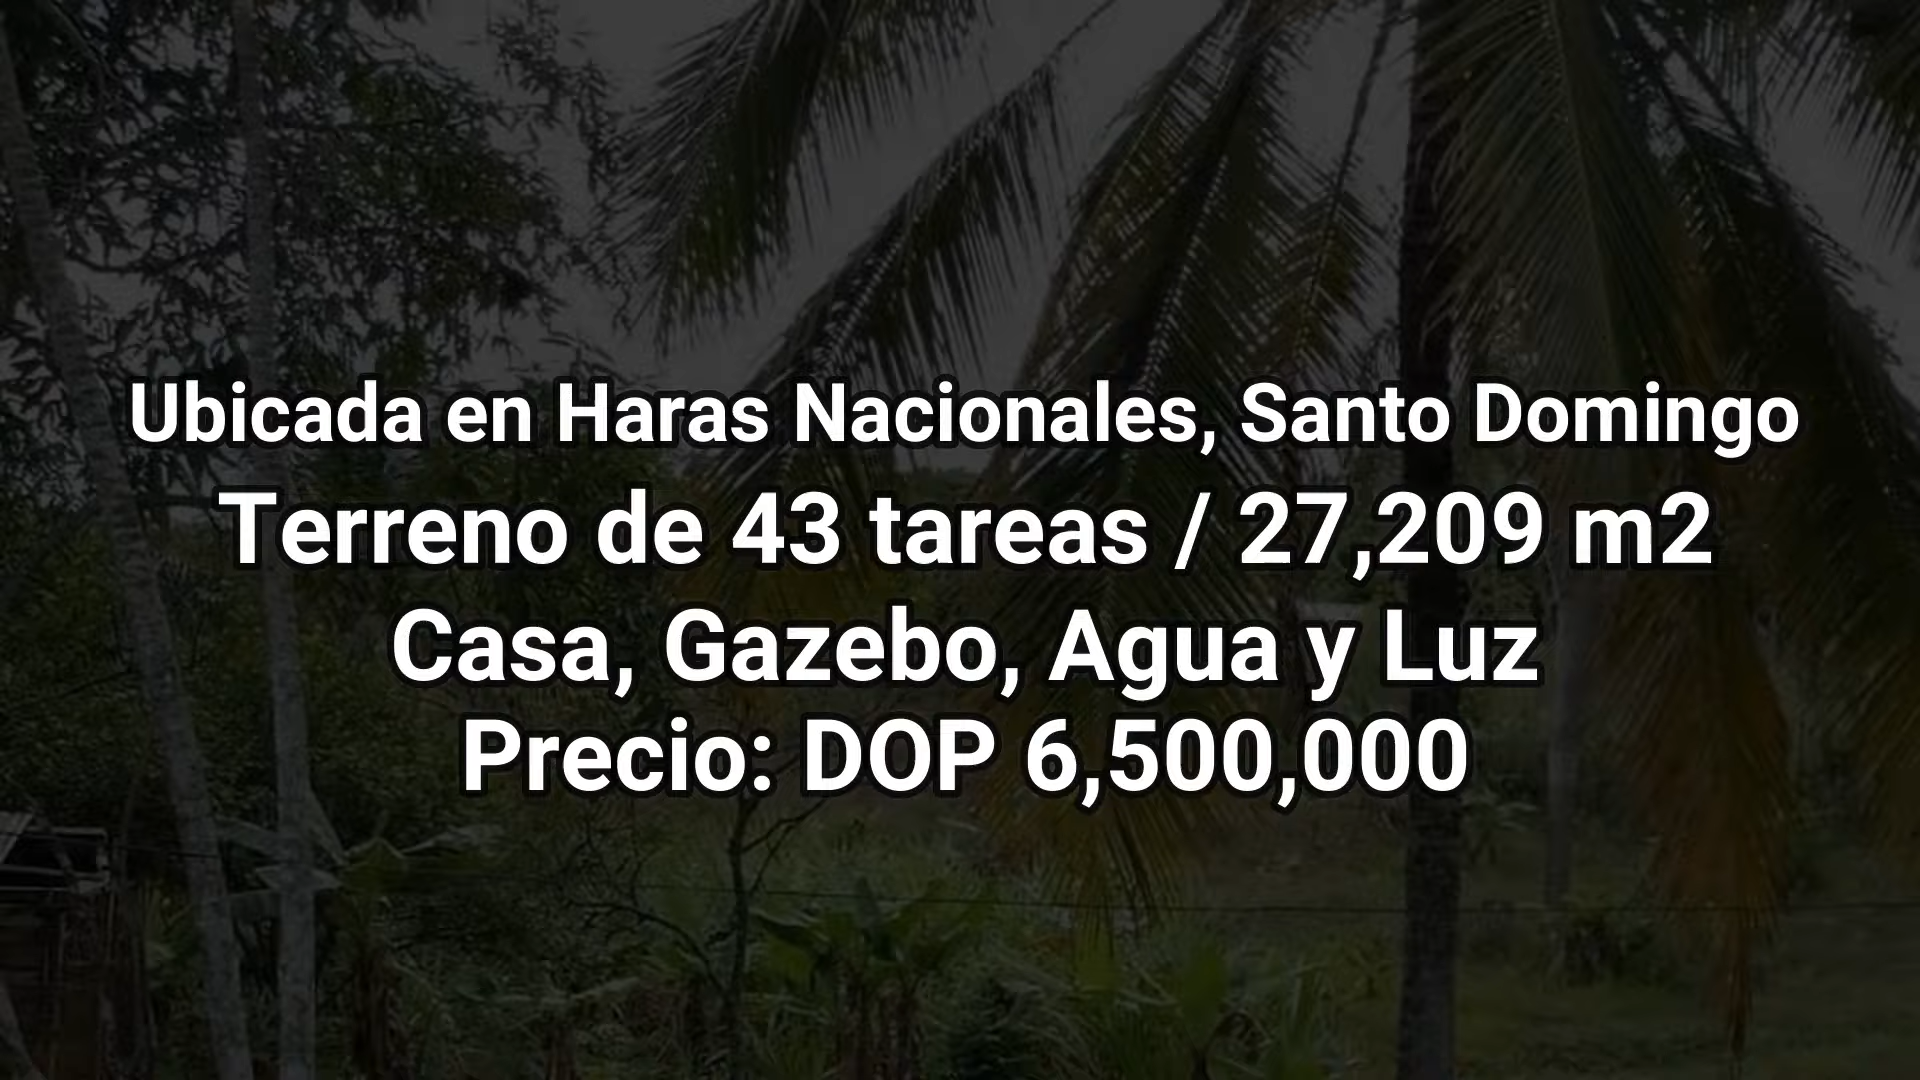 Ubicada en Haras Nacionales, Santo Domingo
Terreno de 43 tareas / 27,209 m2
Casa, Gazebo, Agua y Luz
Precio: DOP 6,500,000